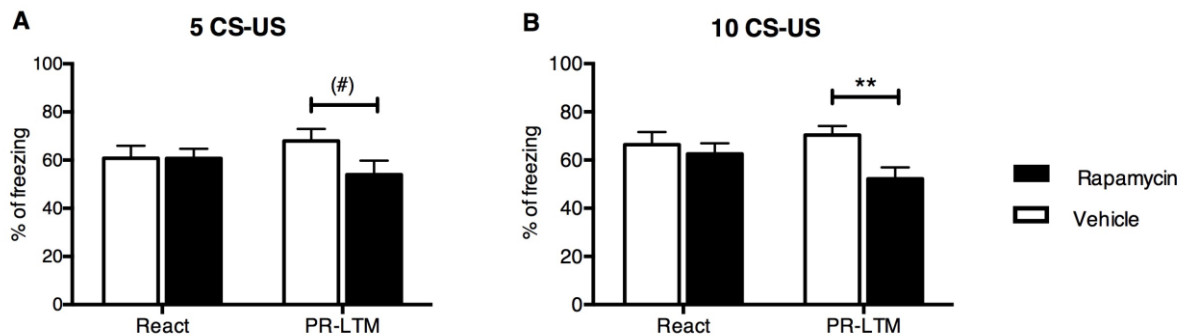 A
5 CS-US
% of freezing
100
80
60
40
20
0
(#)
React
PR-LTM
B
10 CS-US
% of freezing
100
80
60
40
20
0
**
React
PR-LTM
Rapamycin
Vehicle